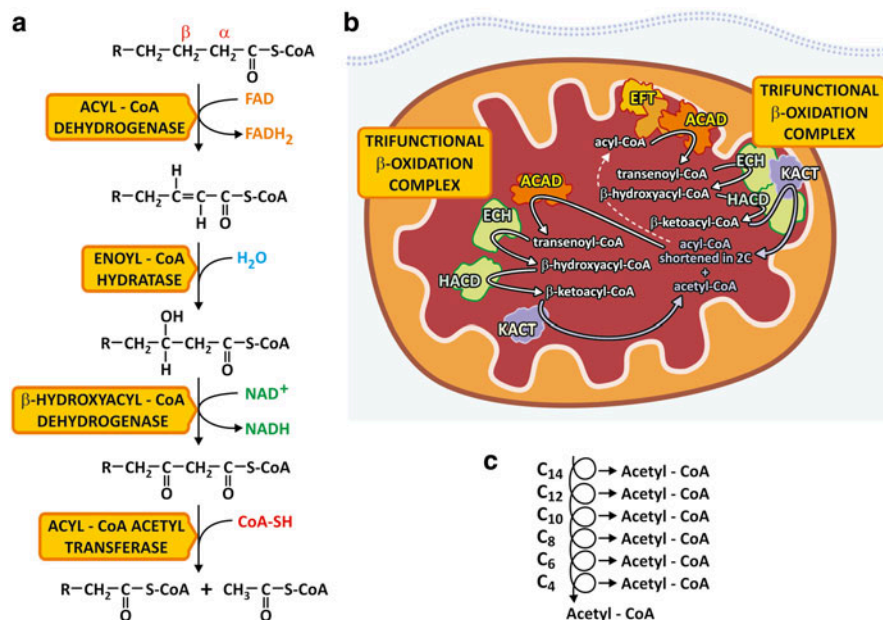 a
β α
R—CH₂—CH₂—CH₂—C—S-CoA
O
ACYL - CoA
DEHYDROGENASE
FAD
FADH₂
H
R—CH₂—C=C—C—S-CoA
H O
ENOYL - CoA
HYDRATASE
H₂O
OH
R—CH₂—C—CH₂—C—S-CoA
H O
β-HYDROXYACYL - CoA
DEHYDROGENASE
NAD⁺
NADH
R—CH₂—C—CH₂—C—S-CoA
O O
ACYL - CoA ACETYL
TRANSFERASE
CoA-SH
R—CH₂—C—S-CoA + CH₃—C—S-CoA
O O
b
TRIFUNCTIONAL
β-OXIDATION
COMPLEX
EFT
ACAD
TRIFUNCTIONAL
β-OXIDATION
COMPLEX
acyl-CoA
transenoyl-CoA
ECH
KACT
β-hydroxyacyl-CoA
HACD
β-ketoacyl-CoA
acyl-CoA
shortened in 2C
+
acetyl-CoA
ACAD
ECH
transenoyl-CoA
β-hydroxyacyl-CoA
HACD
β-ketoacyl-CoA
KACT
c
C₁₄ Acetyl - CoA
C₁₂ Acetyl - CoA
C₁₀ Acetyl - CoA
C₈ Acetyl - CoA
C₆ Acetyl - CoA
C₄ Acetyl - CoA
Acetyl - CoA